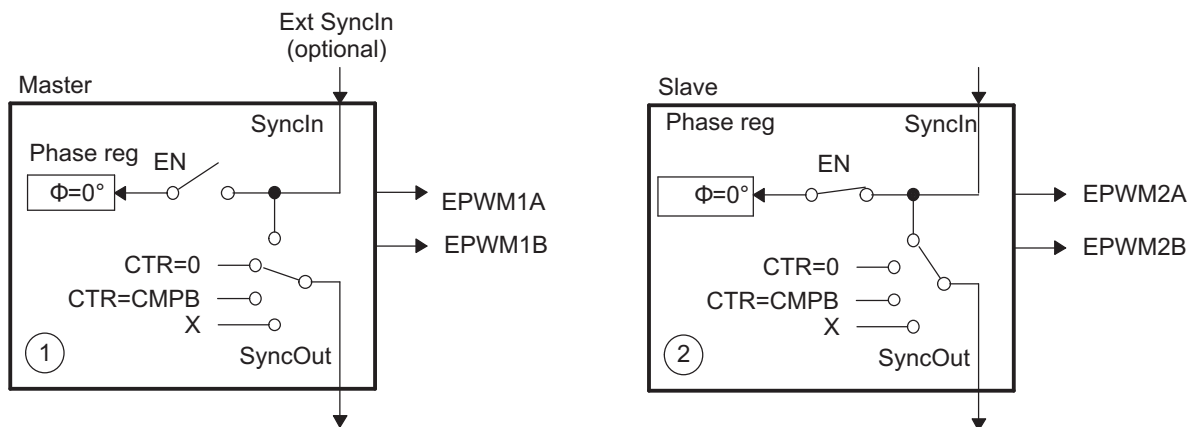 Ext SyncIn
(optional)
Master
SyncIn
Phase reg
EN
Φ=0°
EPWM1A
EPWM1B
CTR=0
CTR=CMPB
X
1
SyncOut
Slave
Phase reg
SyncIn
EN
Φ=0°
EPWM2A
EPWM2B
CTR=0
CTR=CMPB
X
2
SyncOut